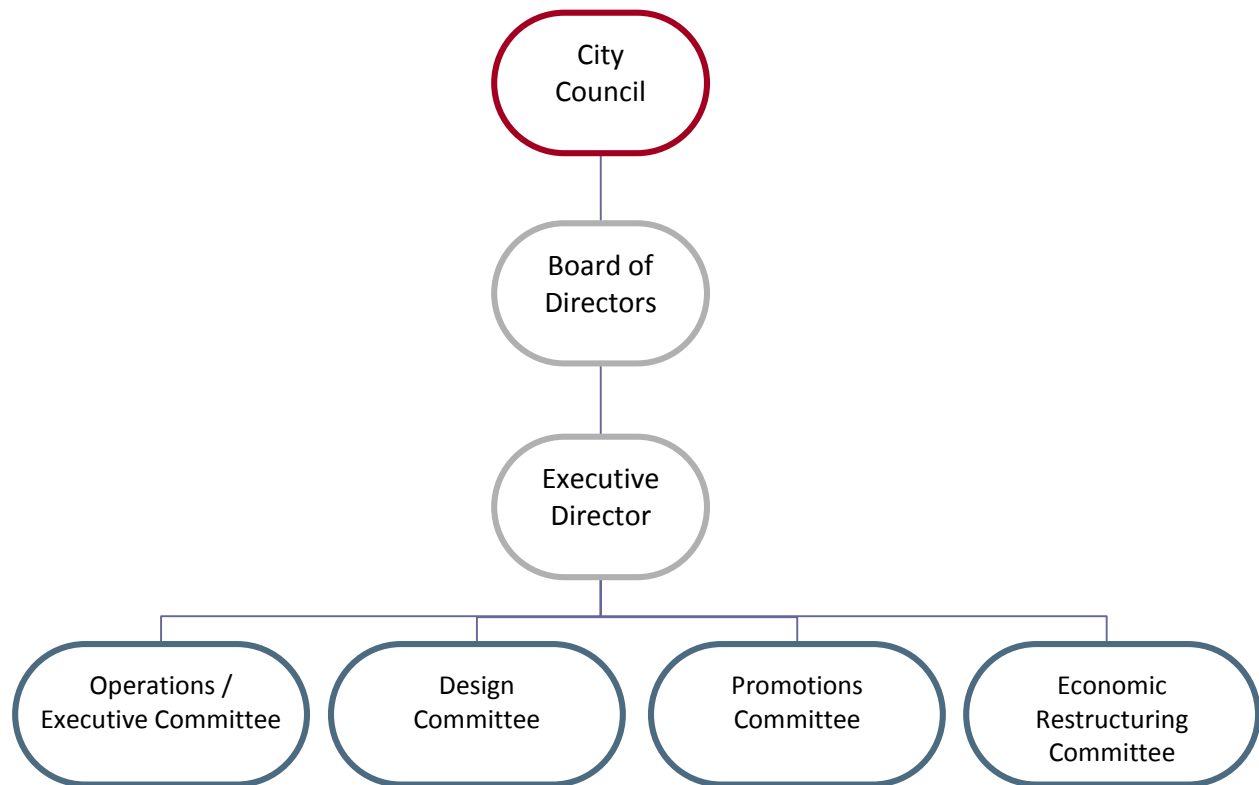 City
Council
Board of
Directors
Executive
Director
Operations /
Executive Committee
Design
Committee
Promotions
Committee
Economic
Restructuring
Committee